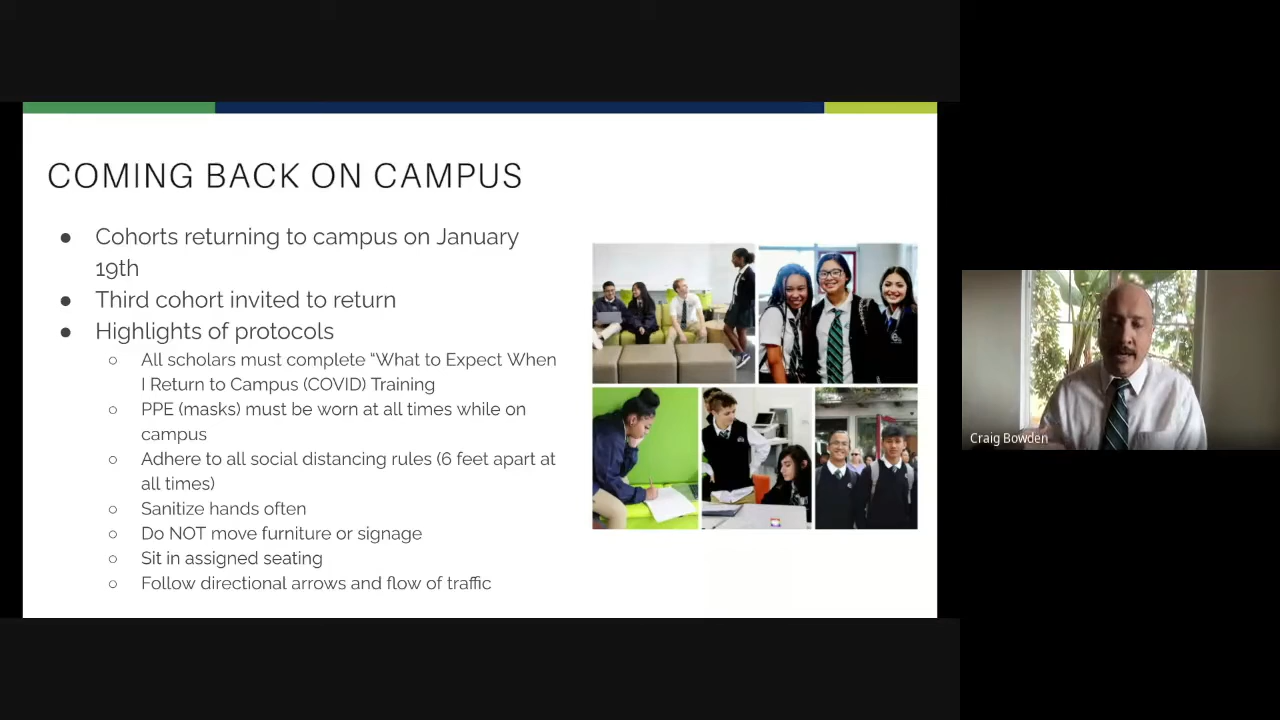 COMING BACK ON CAMPUS
● Cohorts returning to campus on January
19th
● Third cohort invited to return
● Highlights of protocols
○ All scholars must complete “What to Expect When
I Return to Campus (COVID) Training
○ PPE (masks) must be worn at all times while on
campus
○ Adhere to all social distancing rules (6 feet apart at
all times)
○ Sanitize hands often
○ Do NOT move furniture or signage
○ Sit in assigned seating
○ Follow directional arrows and flow of traffic
Craig Bowden